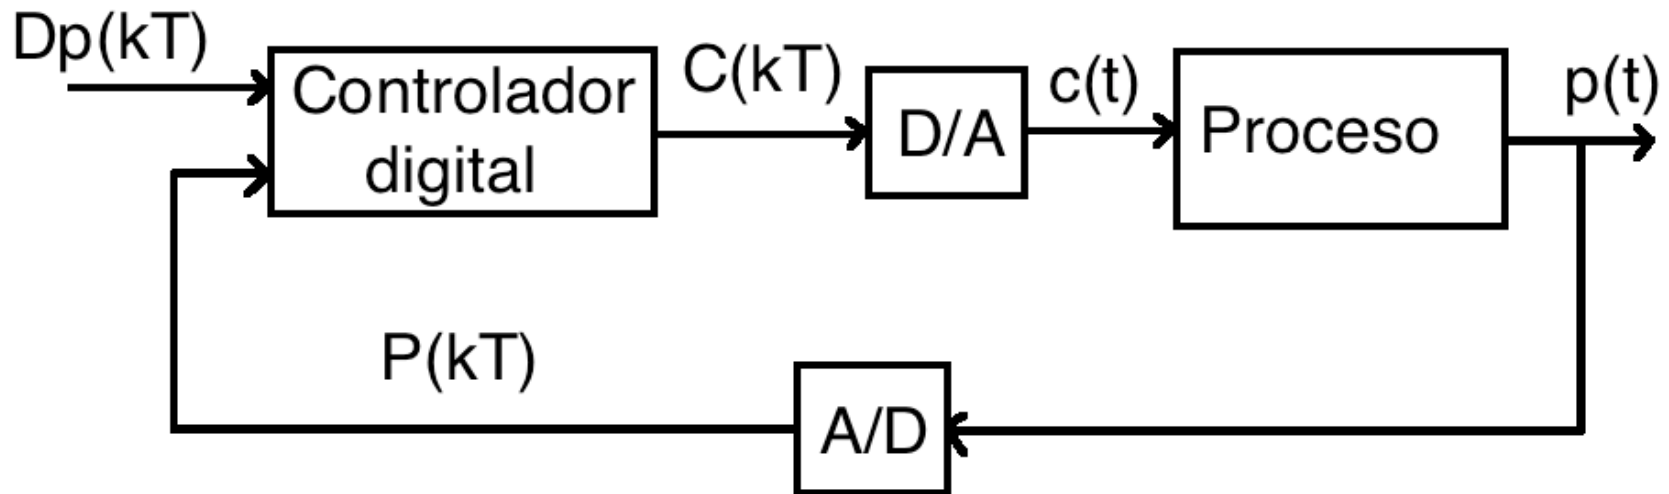 Dp(kT)
Controlador
digital
C(kT)
D/A
c(t)
Proceso
p(t)
P(kT)
A/D